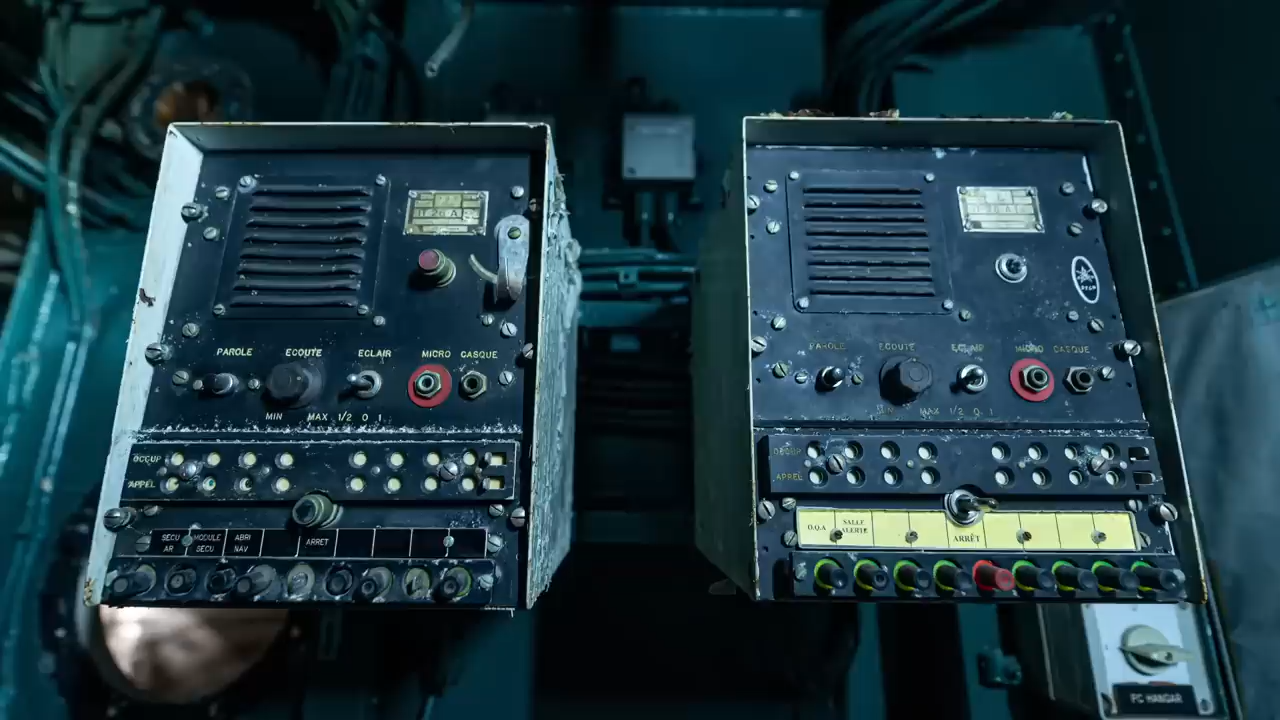 PAROLE ECOUTE ECLAIR MICRO CASQUE
MIN MAX 1/2 0 1
OCCUP
APPEL
SECU AR
MODULE SECU
ABRI NAV
ARRET
PAROLE ECOUTE ECLAIR MICRO CASQUE
MIN MAX 1/2 0 1
OCCUP
APPEL
O.Q.A
SALLE ALERTE
ARRÊT
PC HANGAR